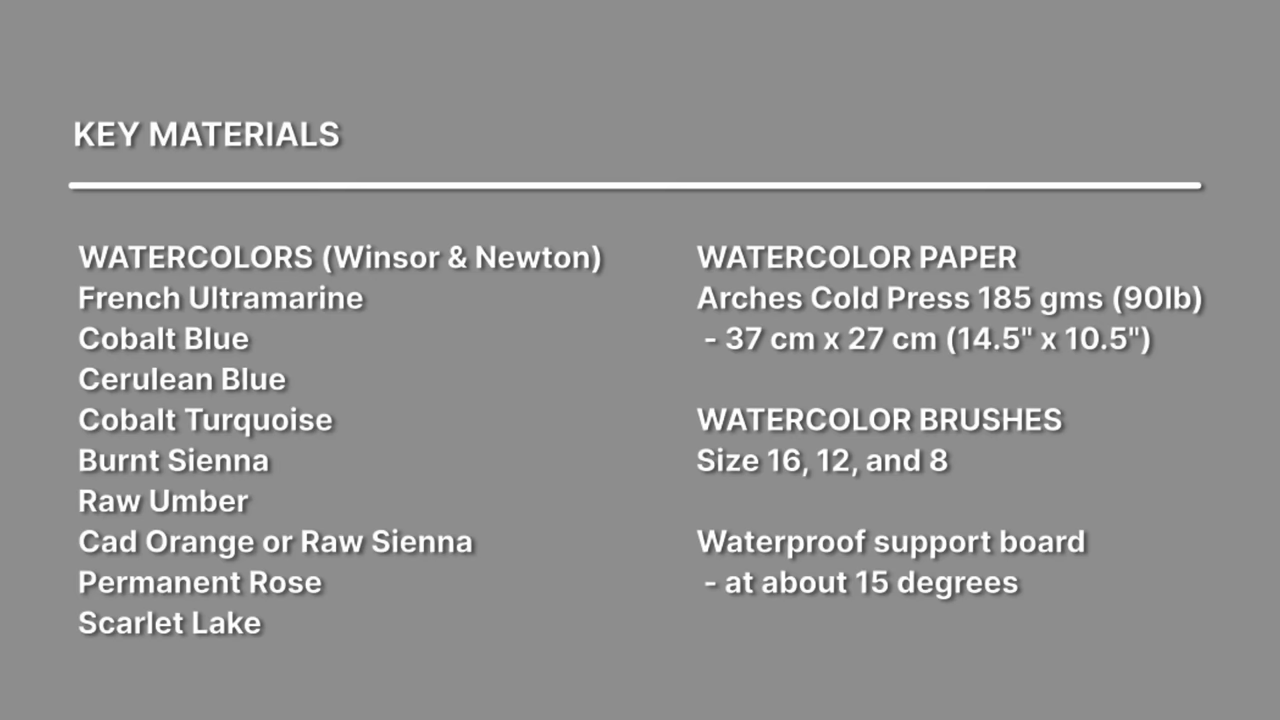 KEY MATERIALS
WATERCOLORS (Winsor & Newton)
French Ultramarine
Cobalt Blue
Cerulean Blue
Cobalt Turquoise
Burnt Sienna
Raw Umber
Cad Orange or Raw Sienna
Permanent Rose
Scarlet Lake
WATERCOLOR PAPER
Arches Cold Press 185 gms (90lb)
- 37 cm x 27 cm (14.5" x 10.5")
WATERCOLOR BRUSHES
Size 16, 12, and 8
Waterproof support board
- at about 15 degrees